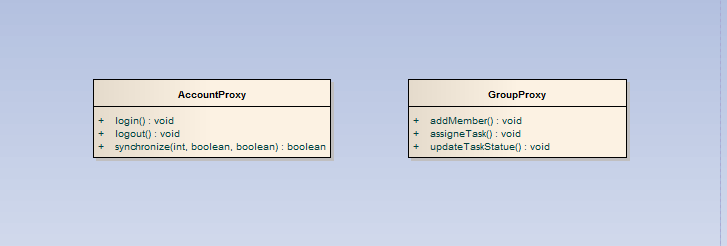 AccountProxy
+ login() : void
+ logout() : void
+ synchronize(int, boolean, boolean) : boolean
GroupProxy
+ addMember() : void
+ assigneTask() : void
+ updateTaskStatue() : void